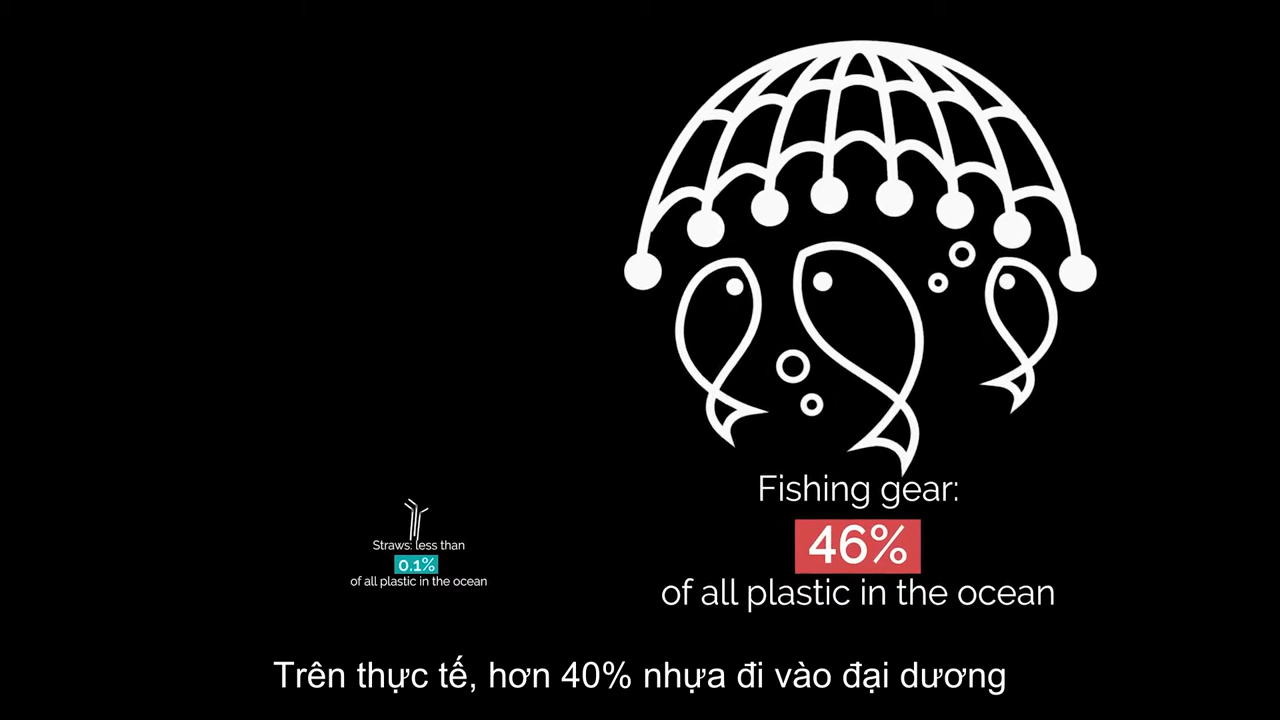 Straws: less than
0.1%
of all plastic in the ocean
Fishing gear:
46%
of all plastic in the ocean
Trên thực tế, hơn 40% nhựa đi vào đại dương